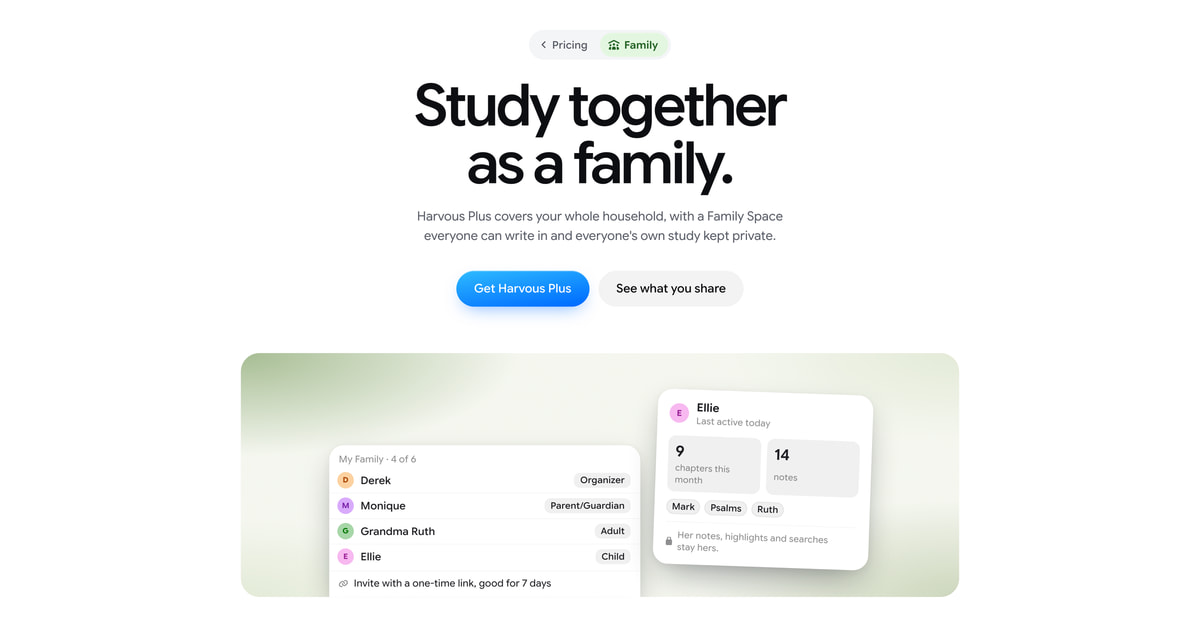 Pricing
Family
Study together
as a family.
Harvous Plus covers your whole household, with a Family Space
everyone can write in and everyone's own study kept private.
Get Harvous Plus
See what you share
My Family · 4 of 6
D Derek Organizer
M Monique Parent/Guardian
G Grandma Ruth Adult
E Ellie Child
Invite with a one-time link, good for 7 days
E Ellie
Last active today
9
chapters this
month
14
notes
Mark Psalms Ruth
Her notes, highlights and searches
stay hers.